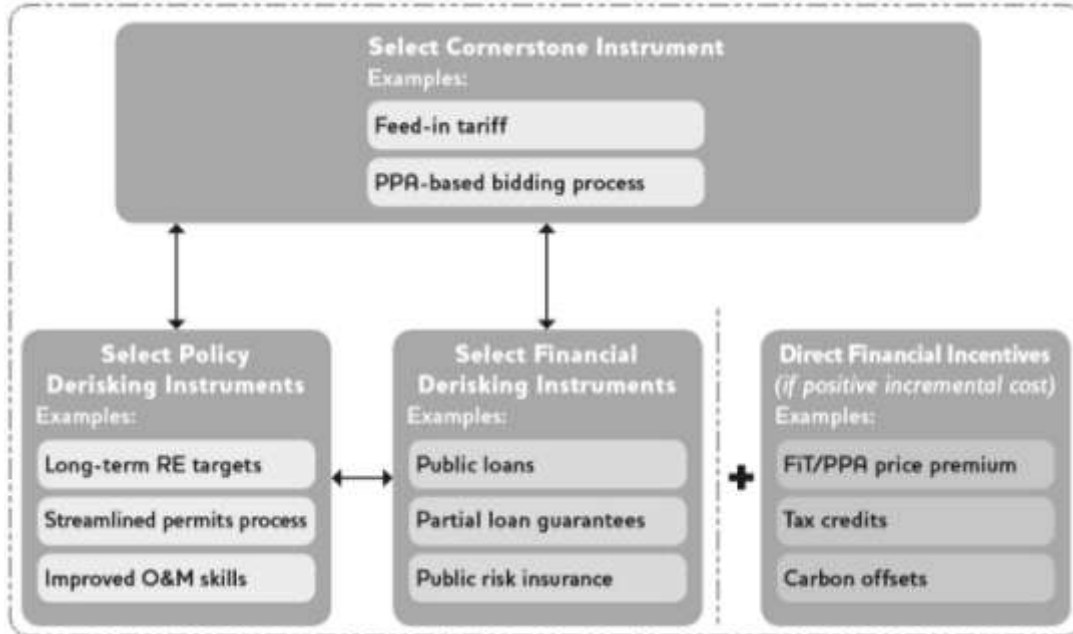 Select Cornerstone Instrument
Examples:
Feed-in tariff
PPA-based bidding process
Select Policy
Derisking Instruments
Examples:
Long-term RE targets
Streamlined permits process
Improved O&M skills
Select Financial
Derisking Instruments
Examples:
Public loans
Partial loan guarantees
Public risk insurance
Direct Financial Incentives
(if positive incremental cost)
Examples:
FiT/PPA price premium
Tax credits
Carbon offsets